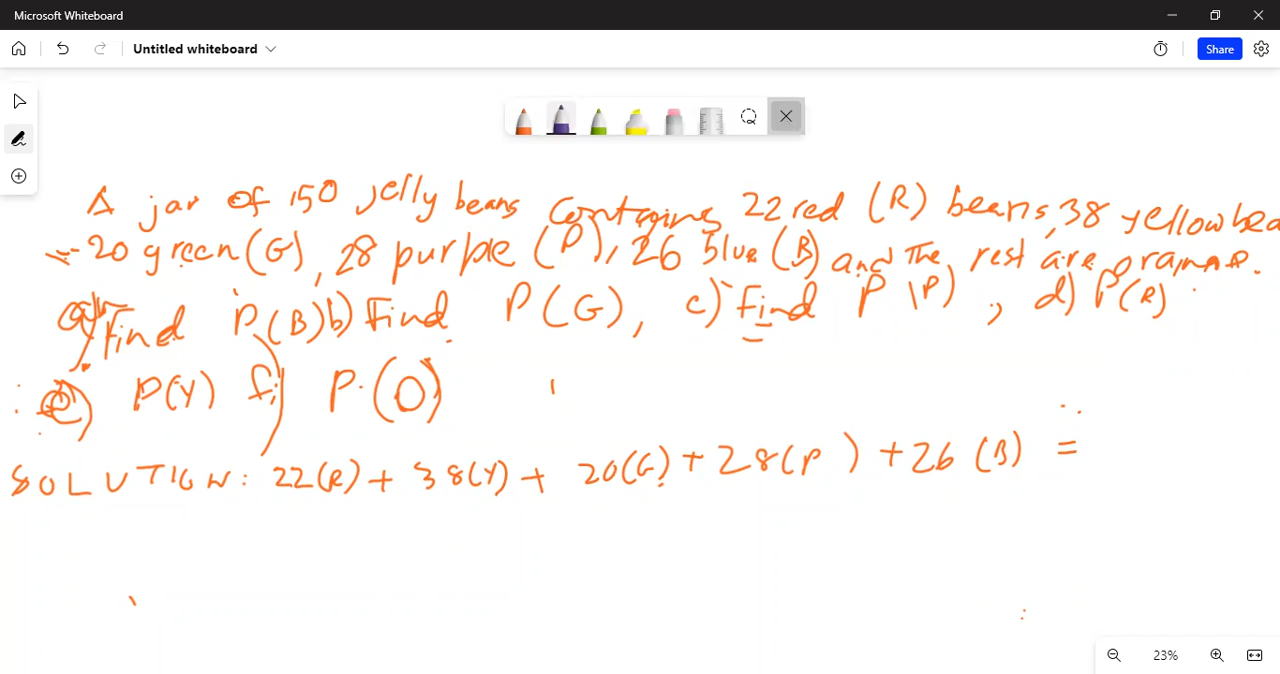 Microsoft Whiteboard
Untitled whiteboard
Share
A jar of 150 jelly beans contains 22 red (R) beans, 38 yellow bea
20 green (G), 28 purple (P), 26 blue (B) and the rest are orange.
a) Find P(B) b) Find P(G), c) Find P(P), d) P(R)
e) P(Y) f) P(O)
SOLUTION: 22(R) + 38(Y) + 20(G) + 28(P) + 26(B) =
23%